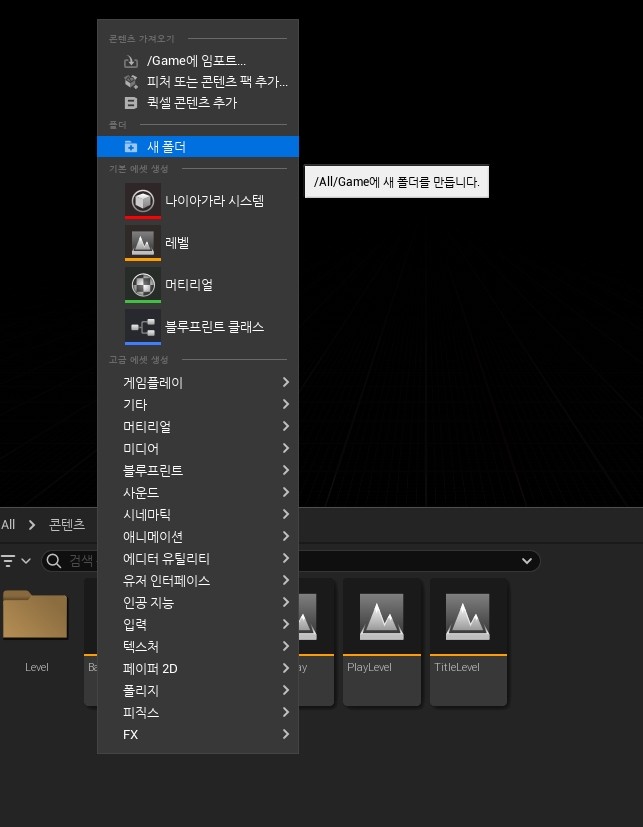 콘텐츠 가져오기
/Game에 임포트...
피처 또는 콘텐츠 팩 추가...
퀵셀 콘텐츠 추가
폴더
새 폴더
/All/Game에 새 폴더를 만듭니다.
기본 에셋 생성
나이아가라 시스템
레벨
머티리얼
블루프린트 클래스
고급 에셋 생성
게임플레이
기타
머티리얼
미디어
블루프린트
사운드
시네마틱
애니메이션
에디터 유틸리티
유저 인터페이스
인공 지능
입력
텍스처
페이퍼 2D
폴리지
피직스
FX
All
콘텐츠
검색
Level
Ba
ay
PlayLevel
TitleLevel